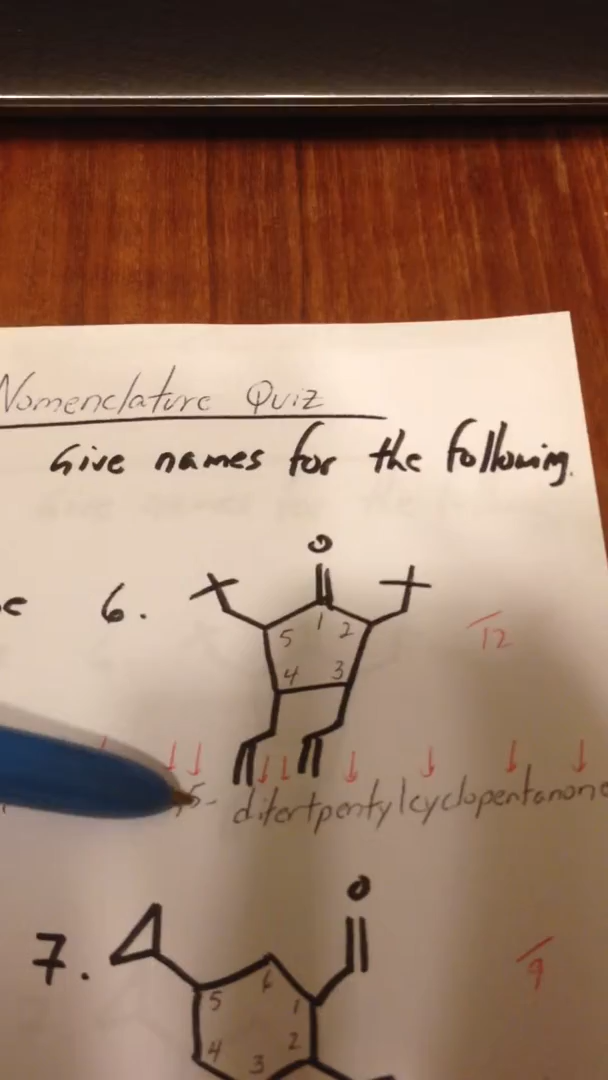 Nomenclature Quiz
Give names for the following.
6.
O
5 1 2
4 3
/12
5- ditertpentylcyclopentanone
7.
O
/9
5 6 1
4 3 2